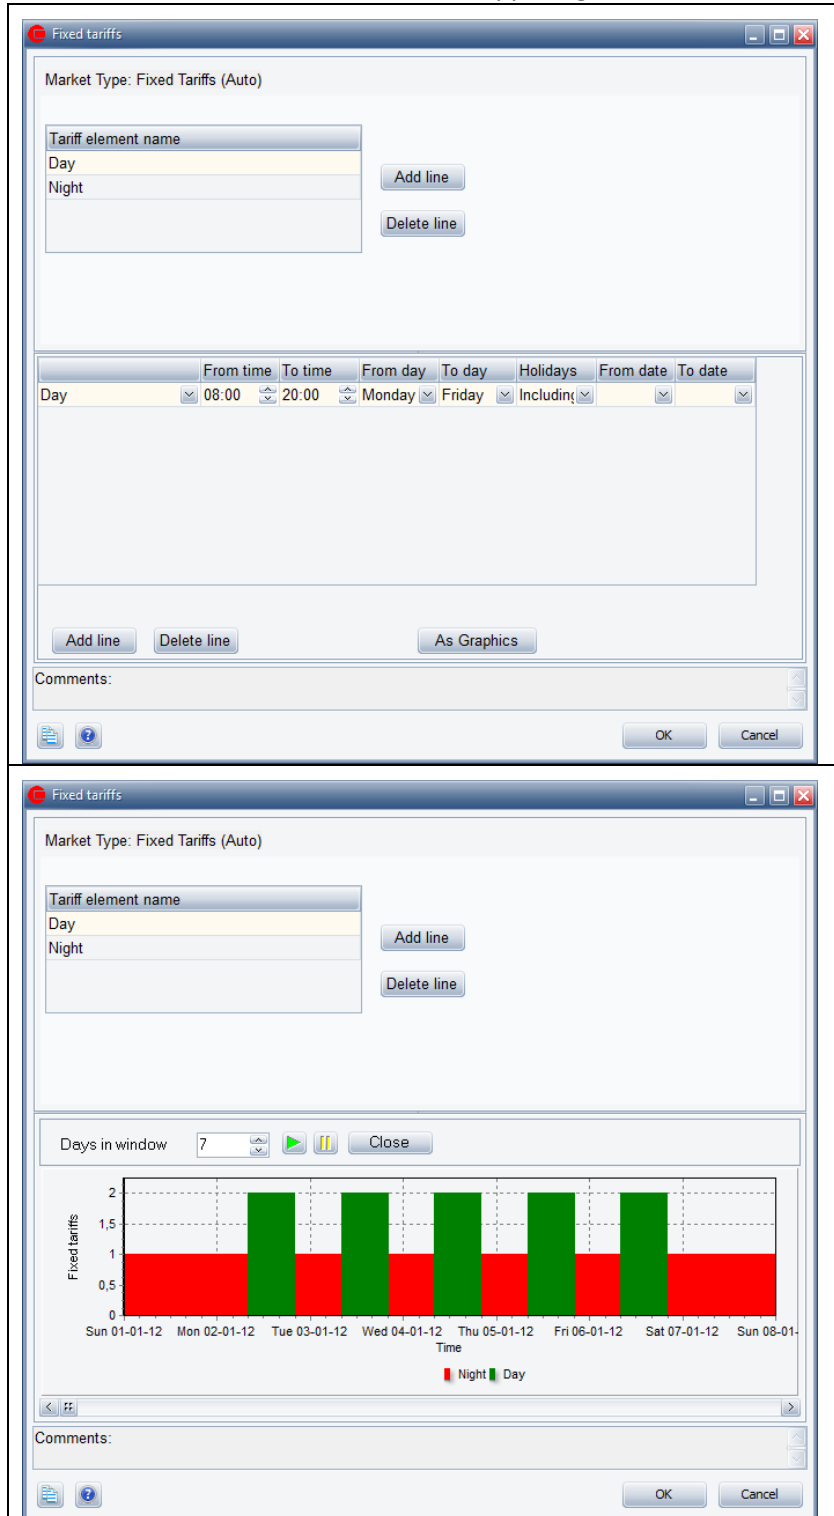 Fixed tariffs
Market Type: Fixed Tariffs (Auto)
Tariff element name
Day
Night
Add line
Delete line
From time To time From day To day Holidays From date To date
Day 08:00 20:00 Monday Friday Including
Add line Delete line As Graphics
Comments:
OK Cancel
Fixed tariffs
Market Type: Fixed Tariffs (Auto)
Tariff element name
Day
Night
Add line
Delete line
Days in window 7 Close
Fixed tariffs
2
1,5
1
0,5
0
Sun 01-01-12 Mon 02-01-12 Tue 03-01-12 Wed 04-01-12 Thu 05-01-12 Fri 06-01-12 Sat 07-01-12 Sun 08-01-
Time
Night Day
Comments:
OK Cancel